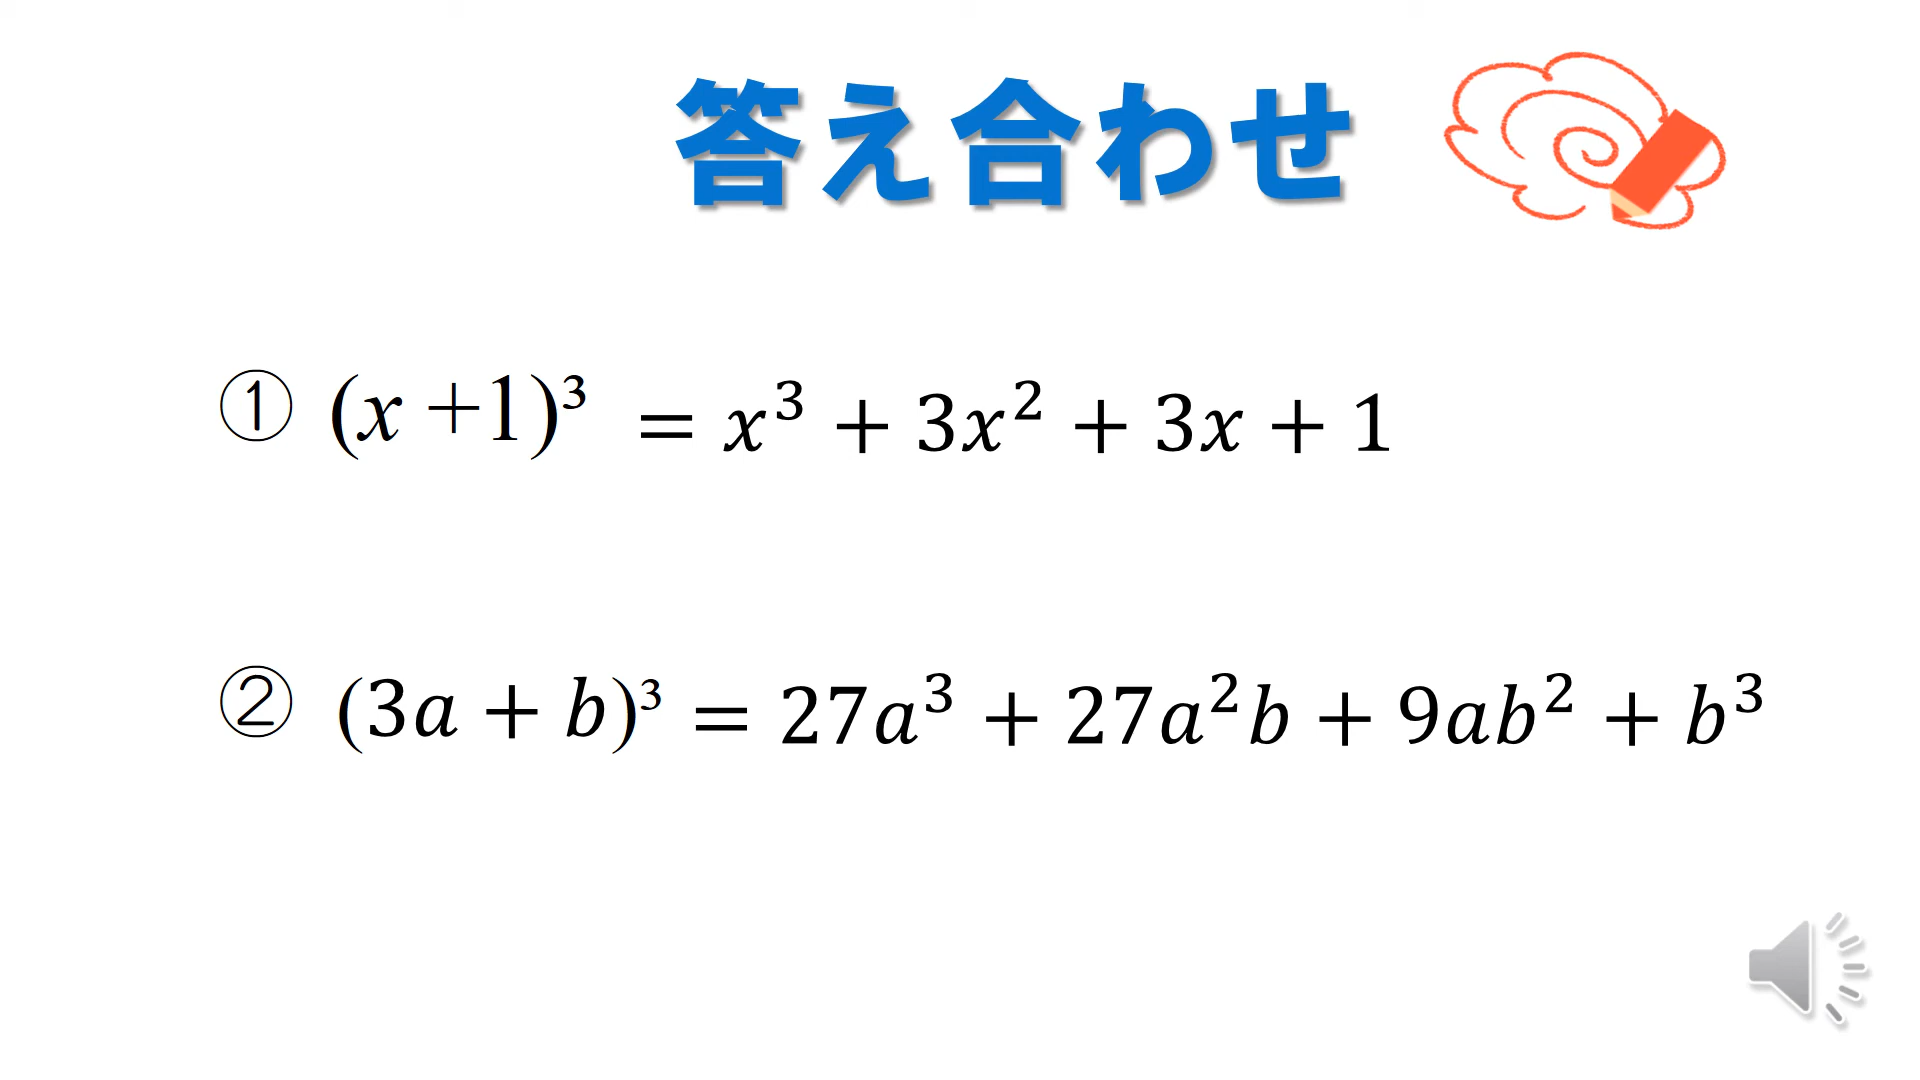 答え合わせ
① (x +1)³ = x³ + 3x² + 3x + 1
② (3a + b)³ = 27a³ + 27a²b + 9ab² + b³